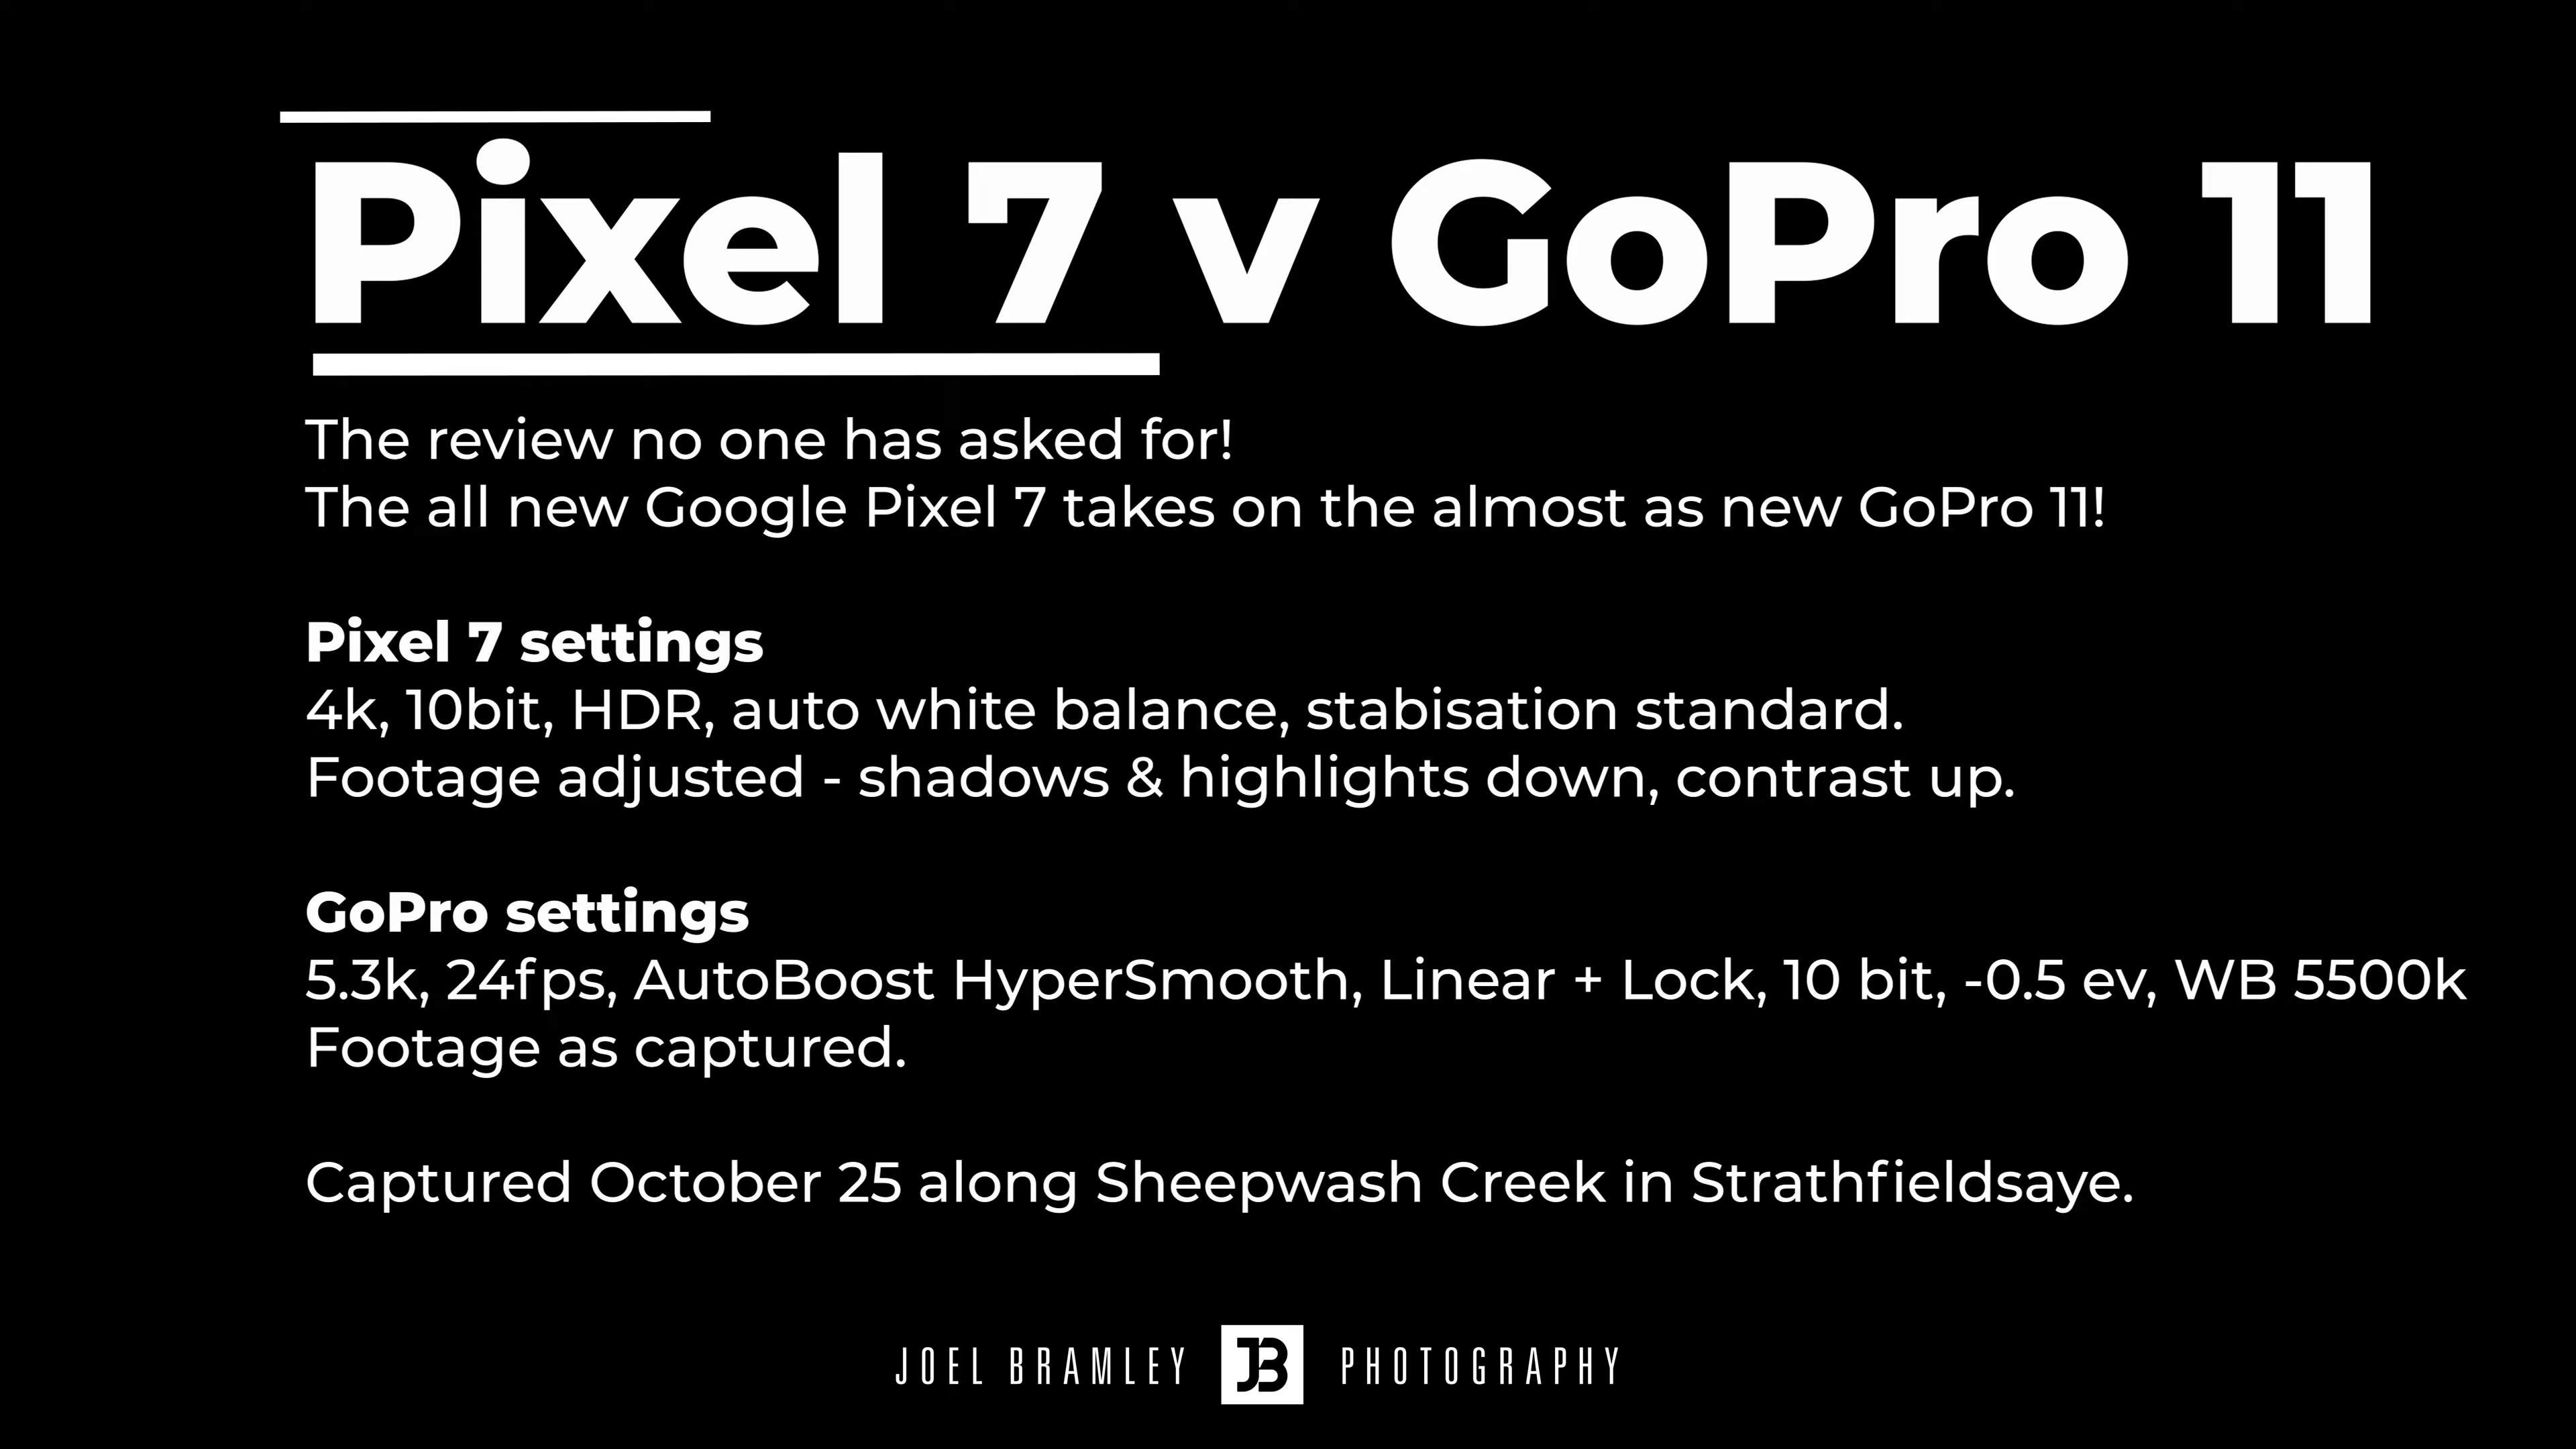 Pixel 7 v GoPro 11
The review no one has asked for!
The all new Google Pixel 7 takes on the almost as new GoPro 11!
Pixel 7 settings
4k, 10bit, HDR, auto white balance, stabisation standard.
Footage adjusted - shadows & highlights down, contrast up.
GoPro settings
5.3k, 24fps, AutoBoost HyperSmooth, Linear + Lock, 10 bit, -0.5 ev, WB 5500k
Footage as captured.
Captured October 25 along Sheepwash Creek in Strathfieldsaye.
JOEL BRAMLEY JB PHOTOGRAPHY